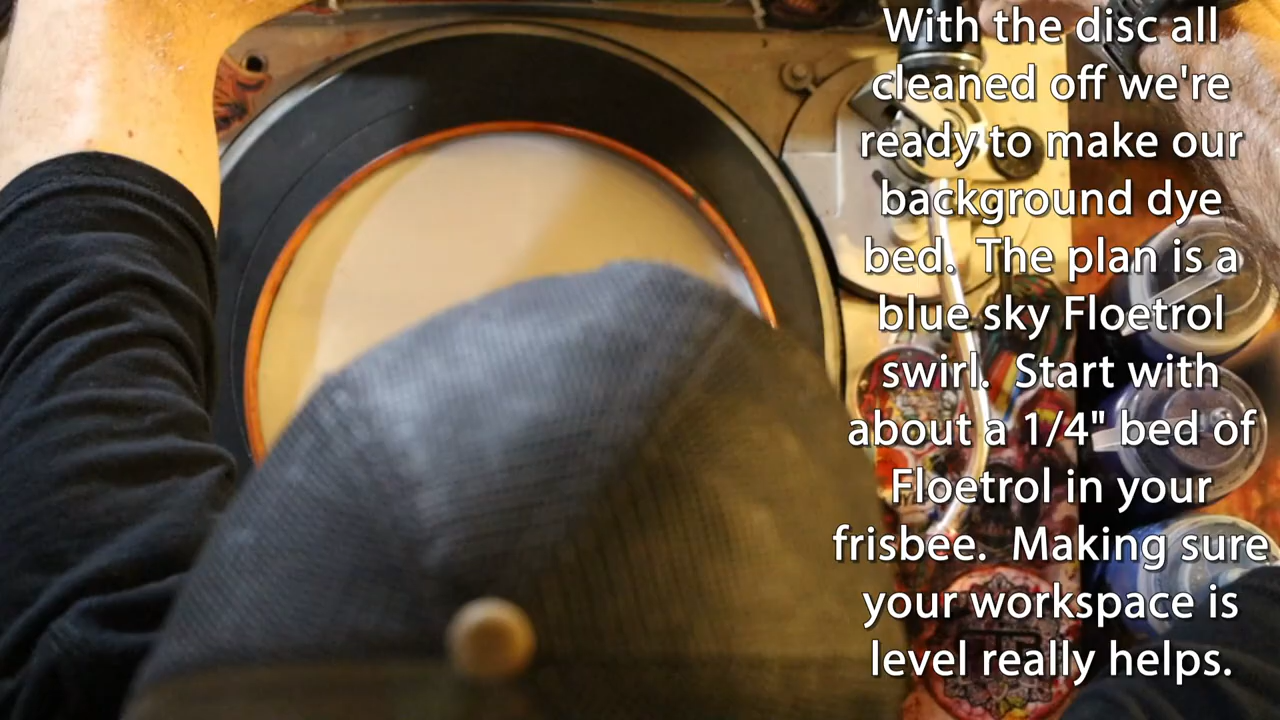 With the disc all
cleaned off we're
ready to make our
background dye
bed.  The plan is a
blue sky Floetrol
swirl.  Start with
about a 1/4" bed of
Floetrol in your
frisbee.  Making sure
your workspace is
level really helps.